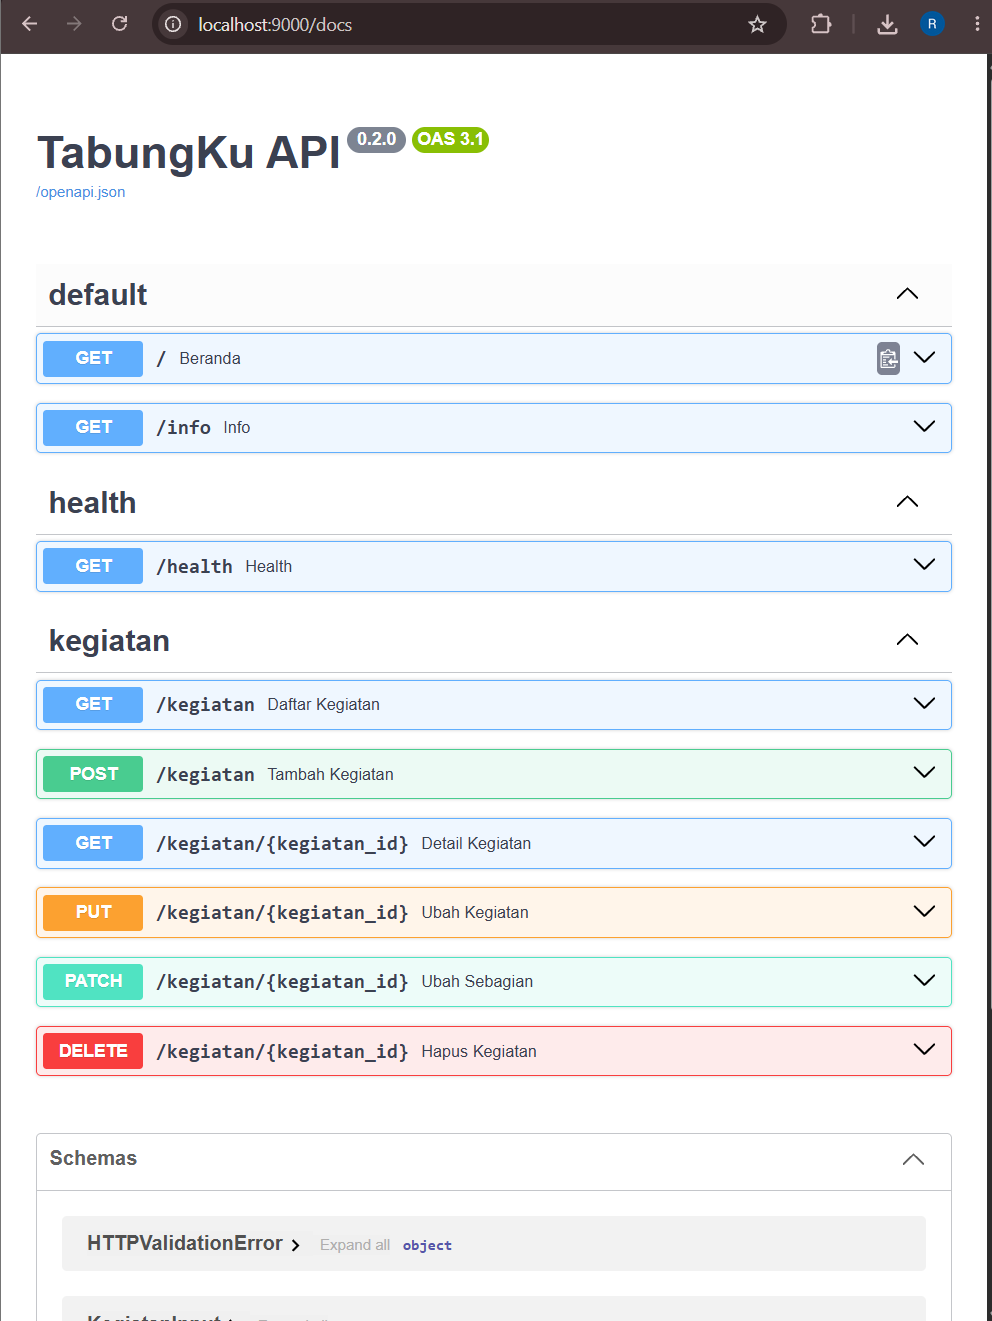 localhost:9000/docs
R
TabungKu API 0.2.0 OAS 3.1
/openapi.json
default
GET / Beranda
GET /info Info
health
GET /health Health
kegiatan
GET /kegiatan Daftar Kegiatan
POST /kegiatan Tambah Kegiatan
GET /kegiatan/{kegiatan_id} Detail Kegiatan
PUT /kegiatan/{kegiatan_id} Ubah Kegiatan
PATCH /kegiatan/{kegiatan_id} Ubah Sebagian
DELETE /kegiatan/{kegiatan_id} Hapus Kegiatan
Schemas
HTTPValidationError Expand all object
KegiatanInput